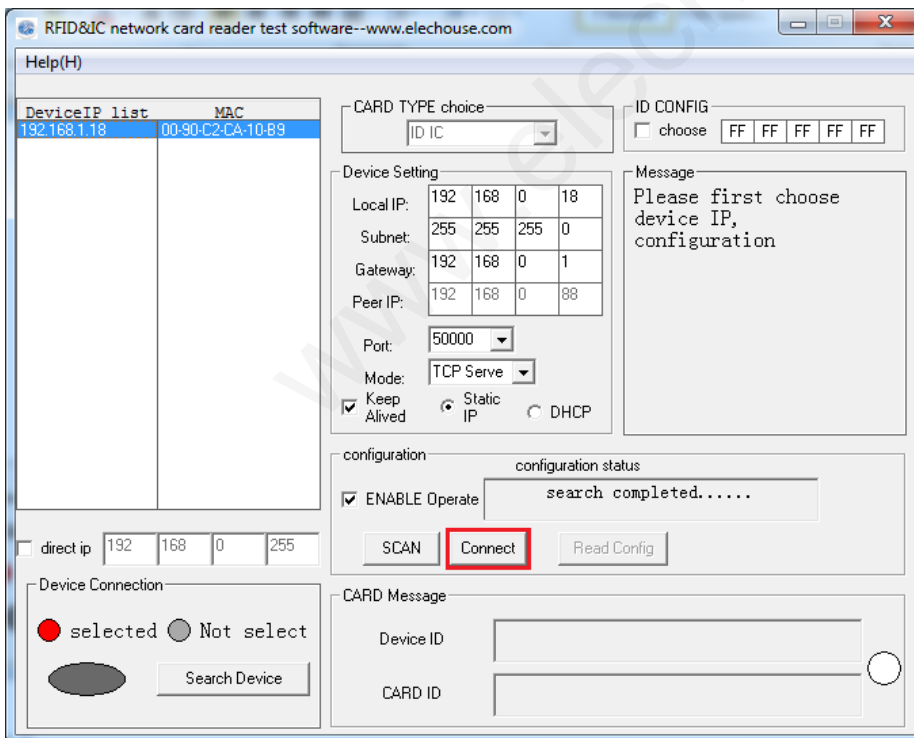 RFID&IC network card reader test software--www.elechouse.com
Help(H)
DeviceIP list MAC
192.168.1.18 00-90-C2-CA-10-B9
CARD TYPE choice
ID IC
ID CONFIG
choose FF FF FF FF FF
Device Setting
Local IP: 192 168 0 18
Subnet: 255 255 255 0
Gateway: 192 168 0 1
Peer IP: 192 168 0 88
Port: 50000
Mode: TCP Serve
Keep
Alived
Static
IP
DHCP
Message
Please first choose
device IP,
configuration
configuration
configuration status
ENABLE Operate
search completed......
SCAN Connect Read Config
direct ip 192 168 0 255
Device Connection
selected Not select
Search Device
CARD Message
Device ID
CARD ID
www.elech